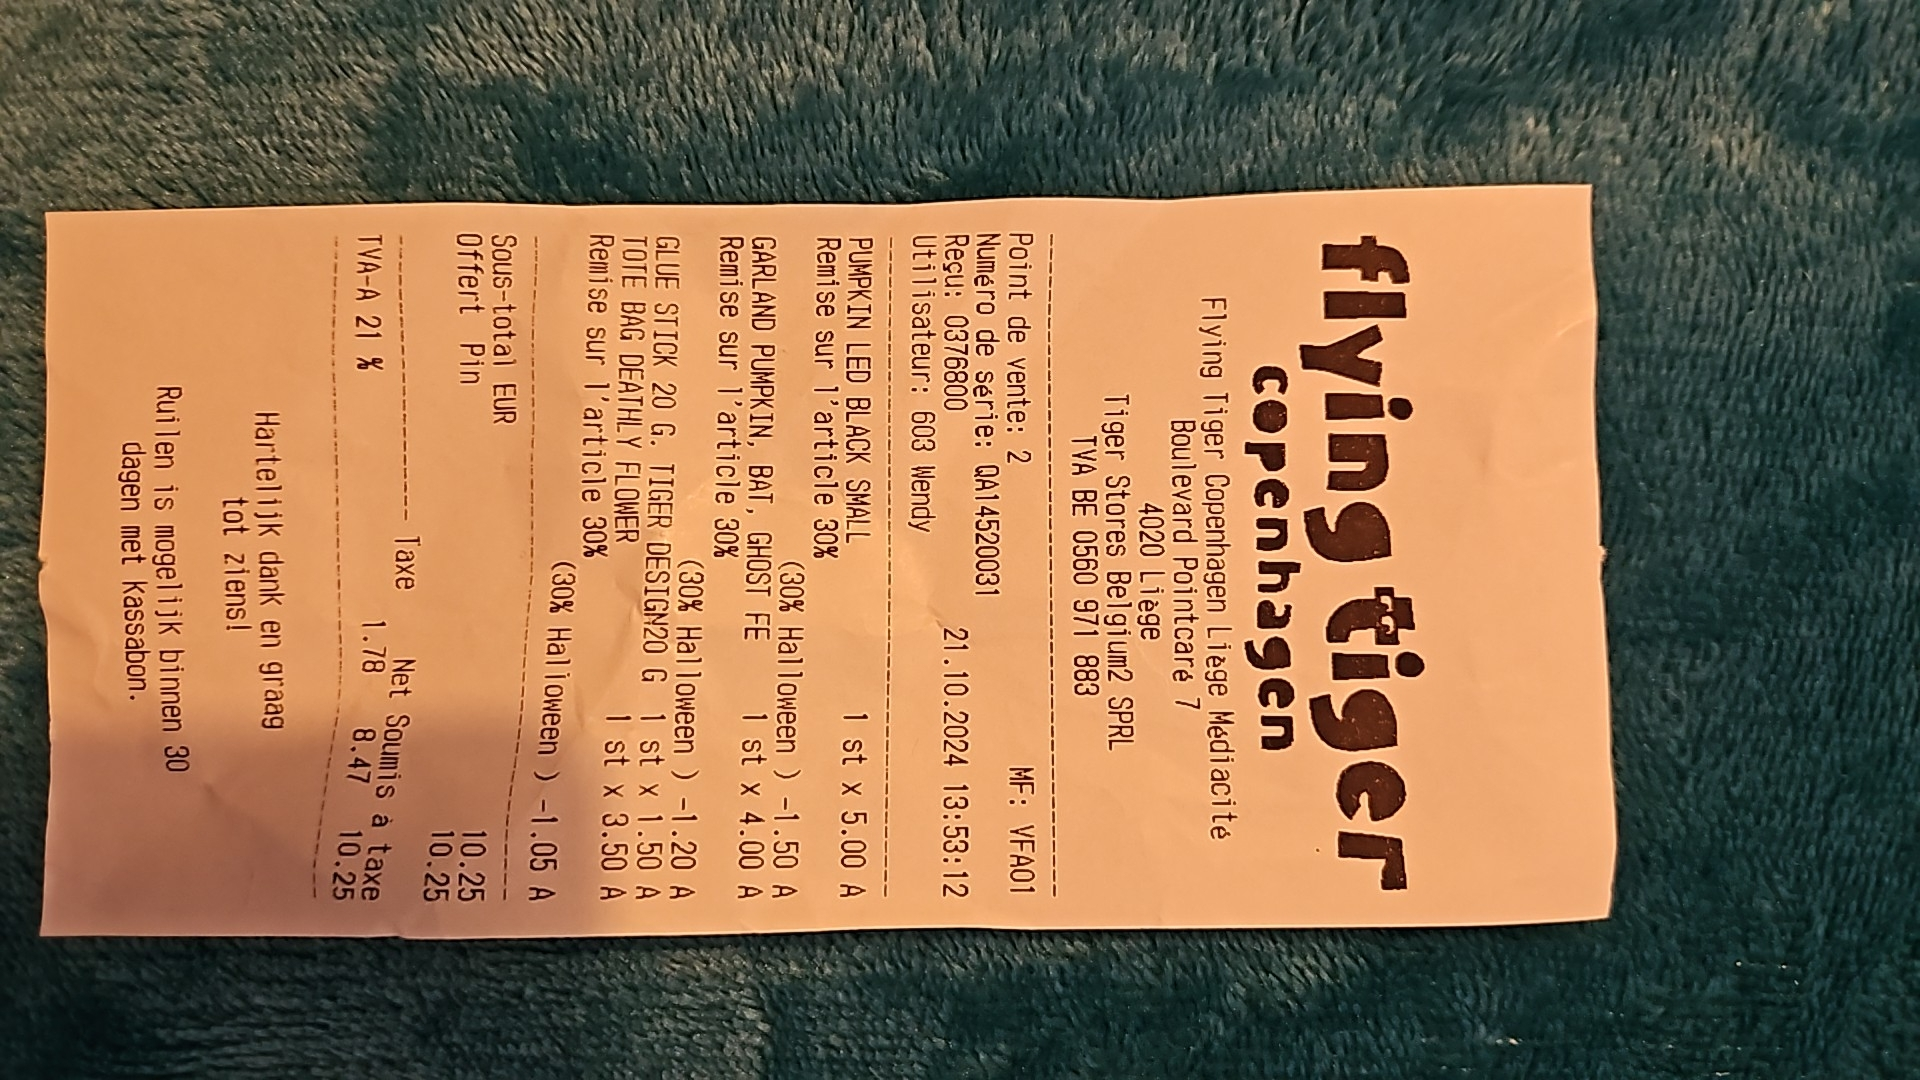 flying tiger
copenhagen
Flying Tiger Copenhagen Liège Médiacité
Boulevard Pointcaré 7
4020 Liège
Tiger Stores Belgium2 SPRL
TVA BE 0560 971 883
Point de vente: 2 MF: VFA01
Numéro de série: QA14520031
Reçu: 0376800 21.10.2024 13:53:12
Utilisateur: 603 Wendy
PUMPKIN LED BLACK SMALL 1 st x 5.00 A
Remise sur l'article 30%
(30% Halloween ) -1.50 A
GARLAND PUMPKIN, BAT, GHOST FE 1 st x 4.00 A
Remise sur l'article 30%
(30% Halloween ) -1.20 A
GLUE STICK 20 G. TIGER DESIGN20 G 1 st x 1.50 A
TOTE BAG DEATHLY FLOWER 1 st x 3.50 A
Remise sur l'article 30%
(30% Halloween ) -1.05 A
Sous-total EUR 10.25
Offert Pin 10.25
Taxe Net Soumis à taxe
TVA-A 21 % 1.78 8.47 10.25
Hartelijk dank en graag
tot ziens!
Ruilen is mogelijk binnen 30
dagen met kassabon.